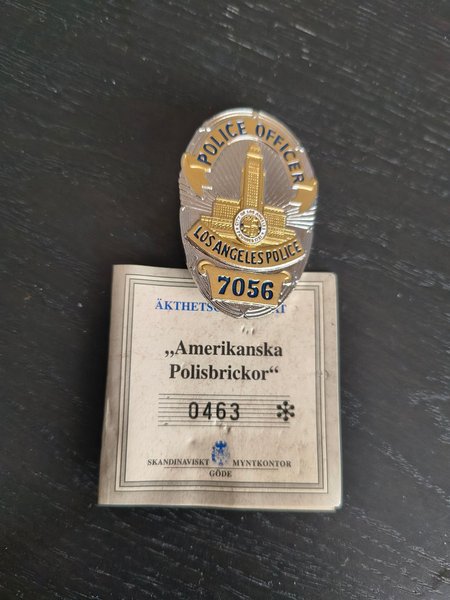 POLICE OFFICER
LOS ANGELES POLICE
7056
„Amerikanska
Polisbrickor“
0463
SKANDINAVISKT MYNTKONTOR
GÖDE